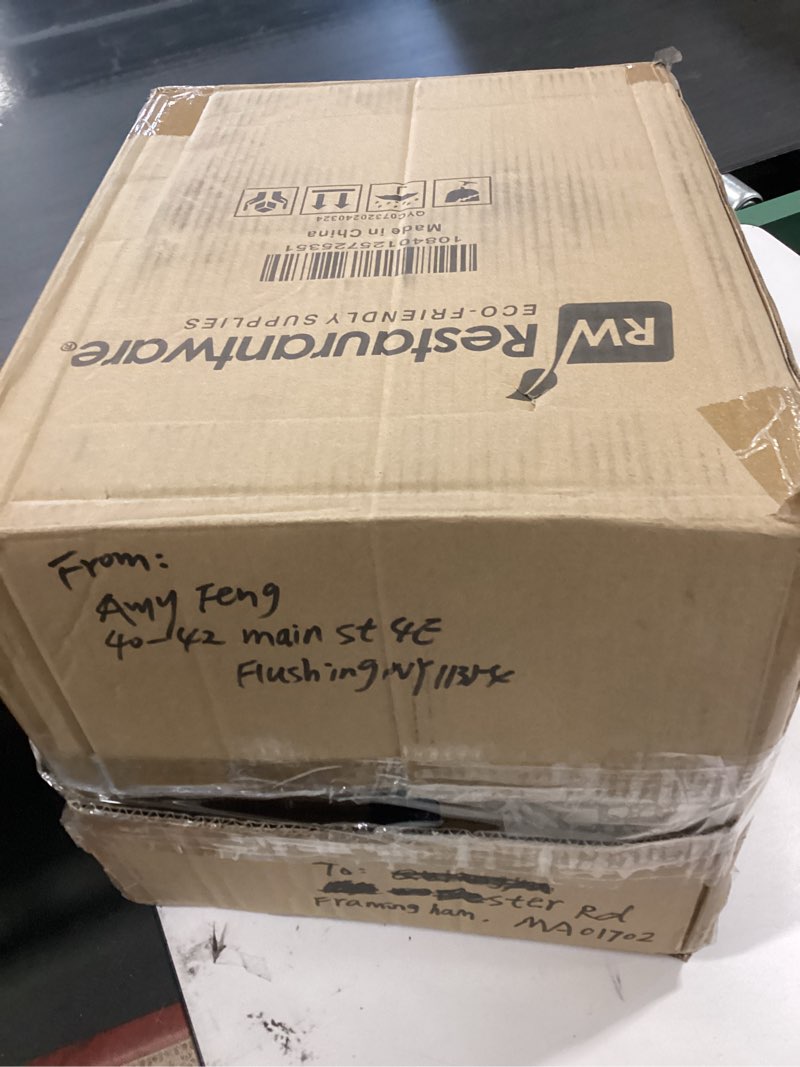 QYC07320240324
Made in China
10840125725351
RW Restaurantware®
ECO-FRIENDLY SUPPLIES
From:
Amy Feng
40-42 main st 4E
Flushing, NY
To:
ster Rd
Framingham, MA 01702